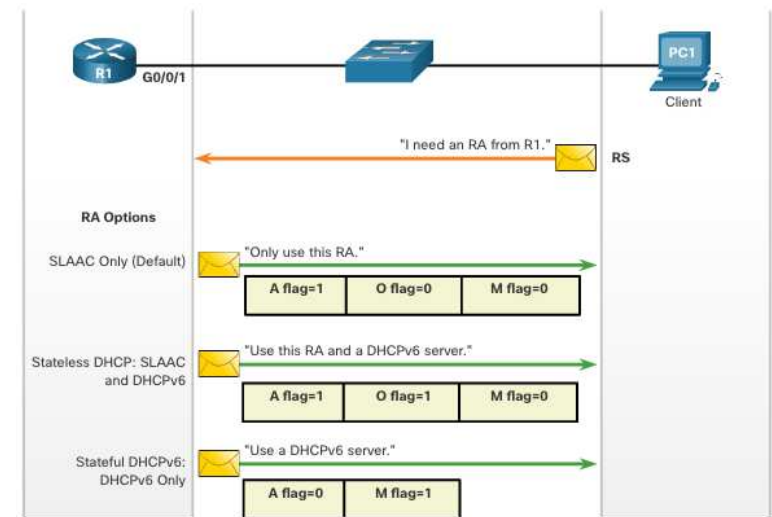 R1
G0/0/1
PC1
Client
"I need an RA from R1."
RS
RA Options
SLAAC Only (Default)
"Only use this RA."
A flag=1 O flag=0 M flag=0
Stateless DHCP: SLAAC
and DHCPv6
"Use this RA and a DHCPv6 server."
A flag=1 O flag=1 M flag=0
Stateful DHCPv6:
DHCPv6 Only
"Use a DHCPv6 server."
A flag=0 M flag=1